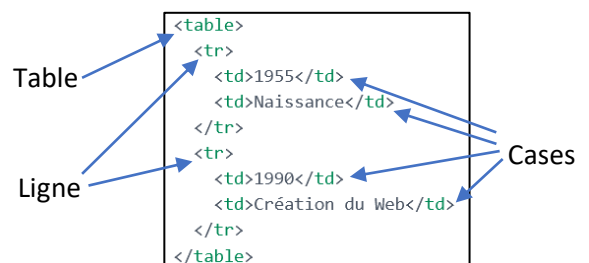 <table>
<tr>
<td>1955</td>
<td>Naissance</td>
</tr>
<tr>
<td>1990</td>
<td>Création du Web</td>
</tr>
</table>
Table
Ligne
Cases